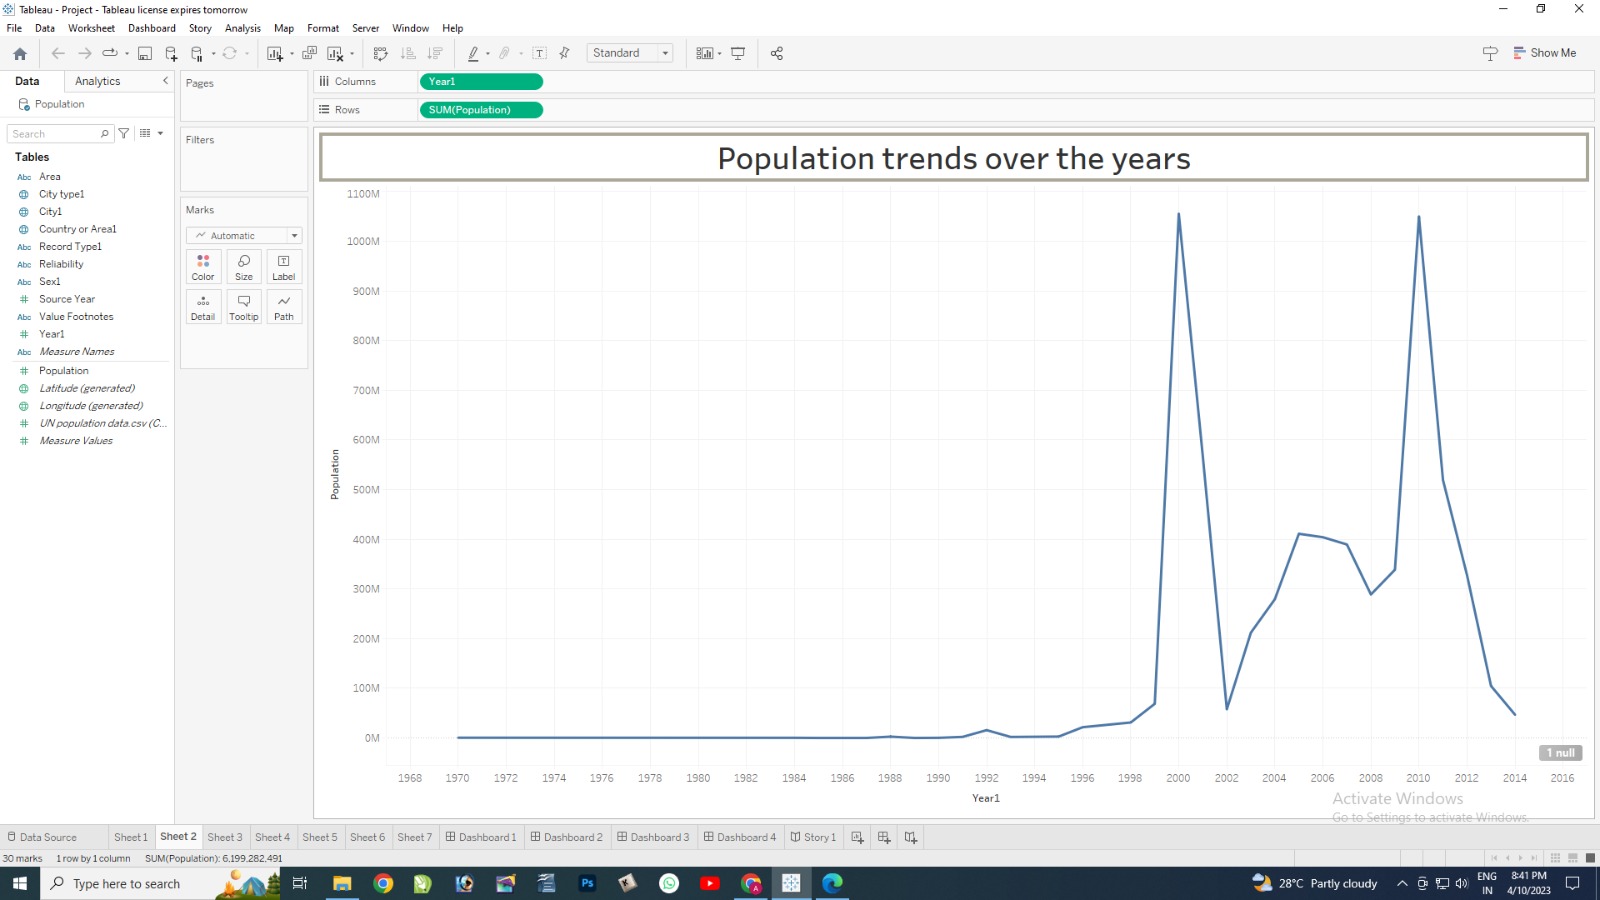 Tableau - Project - Tableau license expires tomorrow
File Data Worksheet Dashboard Story Analysis Map Format Server Window Help
Standard
Show Me
Data Analytics
Population
Search
Tables
Abc Area
City type1
City1
Country or Area1
Abc Record Type1
Abc Reliability
Abc Sex1
# Source Year
Abc Value Footnotes
# Year1
Abc Measure Names
# Population
Latitude (generated)
Longitude (generated)
# UN population data.csv (C...
# Measure Values
Pages
Filters
Marks
Automatic
Color Size Label
Detail Tooltip Path
Columns Year1
Rows SUM(Population)
Population trends over the years
1100M
1000M
900M
800M
700M
600M
500M
400M
300M
200M
100M
0M
Population
1 null
1968 1970 1972 1974 1976 1978 1980 1982 1984 1986 1988 1990 1992 1994 1996 1998 2000 2002 2004 2006 2008 2010 2012 2014 2016
Year1
Activate Windows
Go to Settings to activate Windows.
Data Source Sheet 1 Sheet 2 Sheet 3 Sheet 4 Sheet 5 Sheet 6 Sheet 7 Dashboard 1 Dashboard 2 Dashboard 3 Dashboard 4 Story 1
30 marks 1 row by 1 column SUM(Population): 6,199,282,491
Type here to search
Ps
28°C Partly cloudy
ENG
IN
8:41 PM
4/10/2023